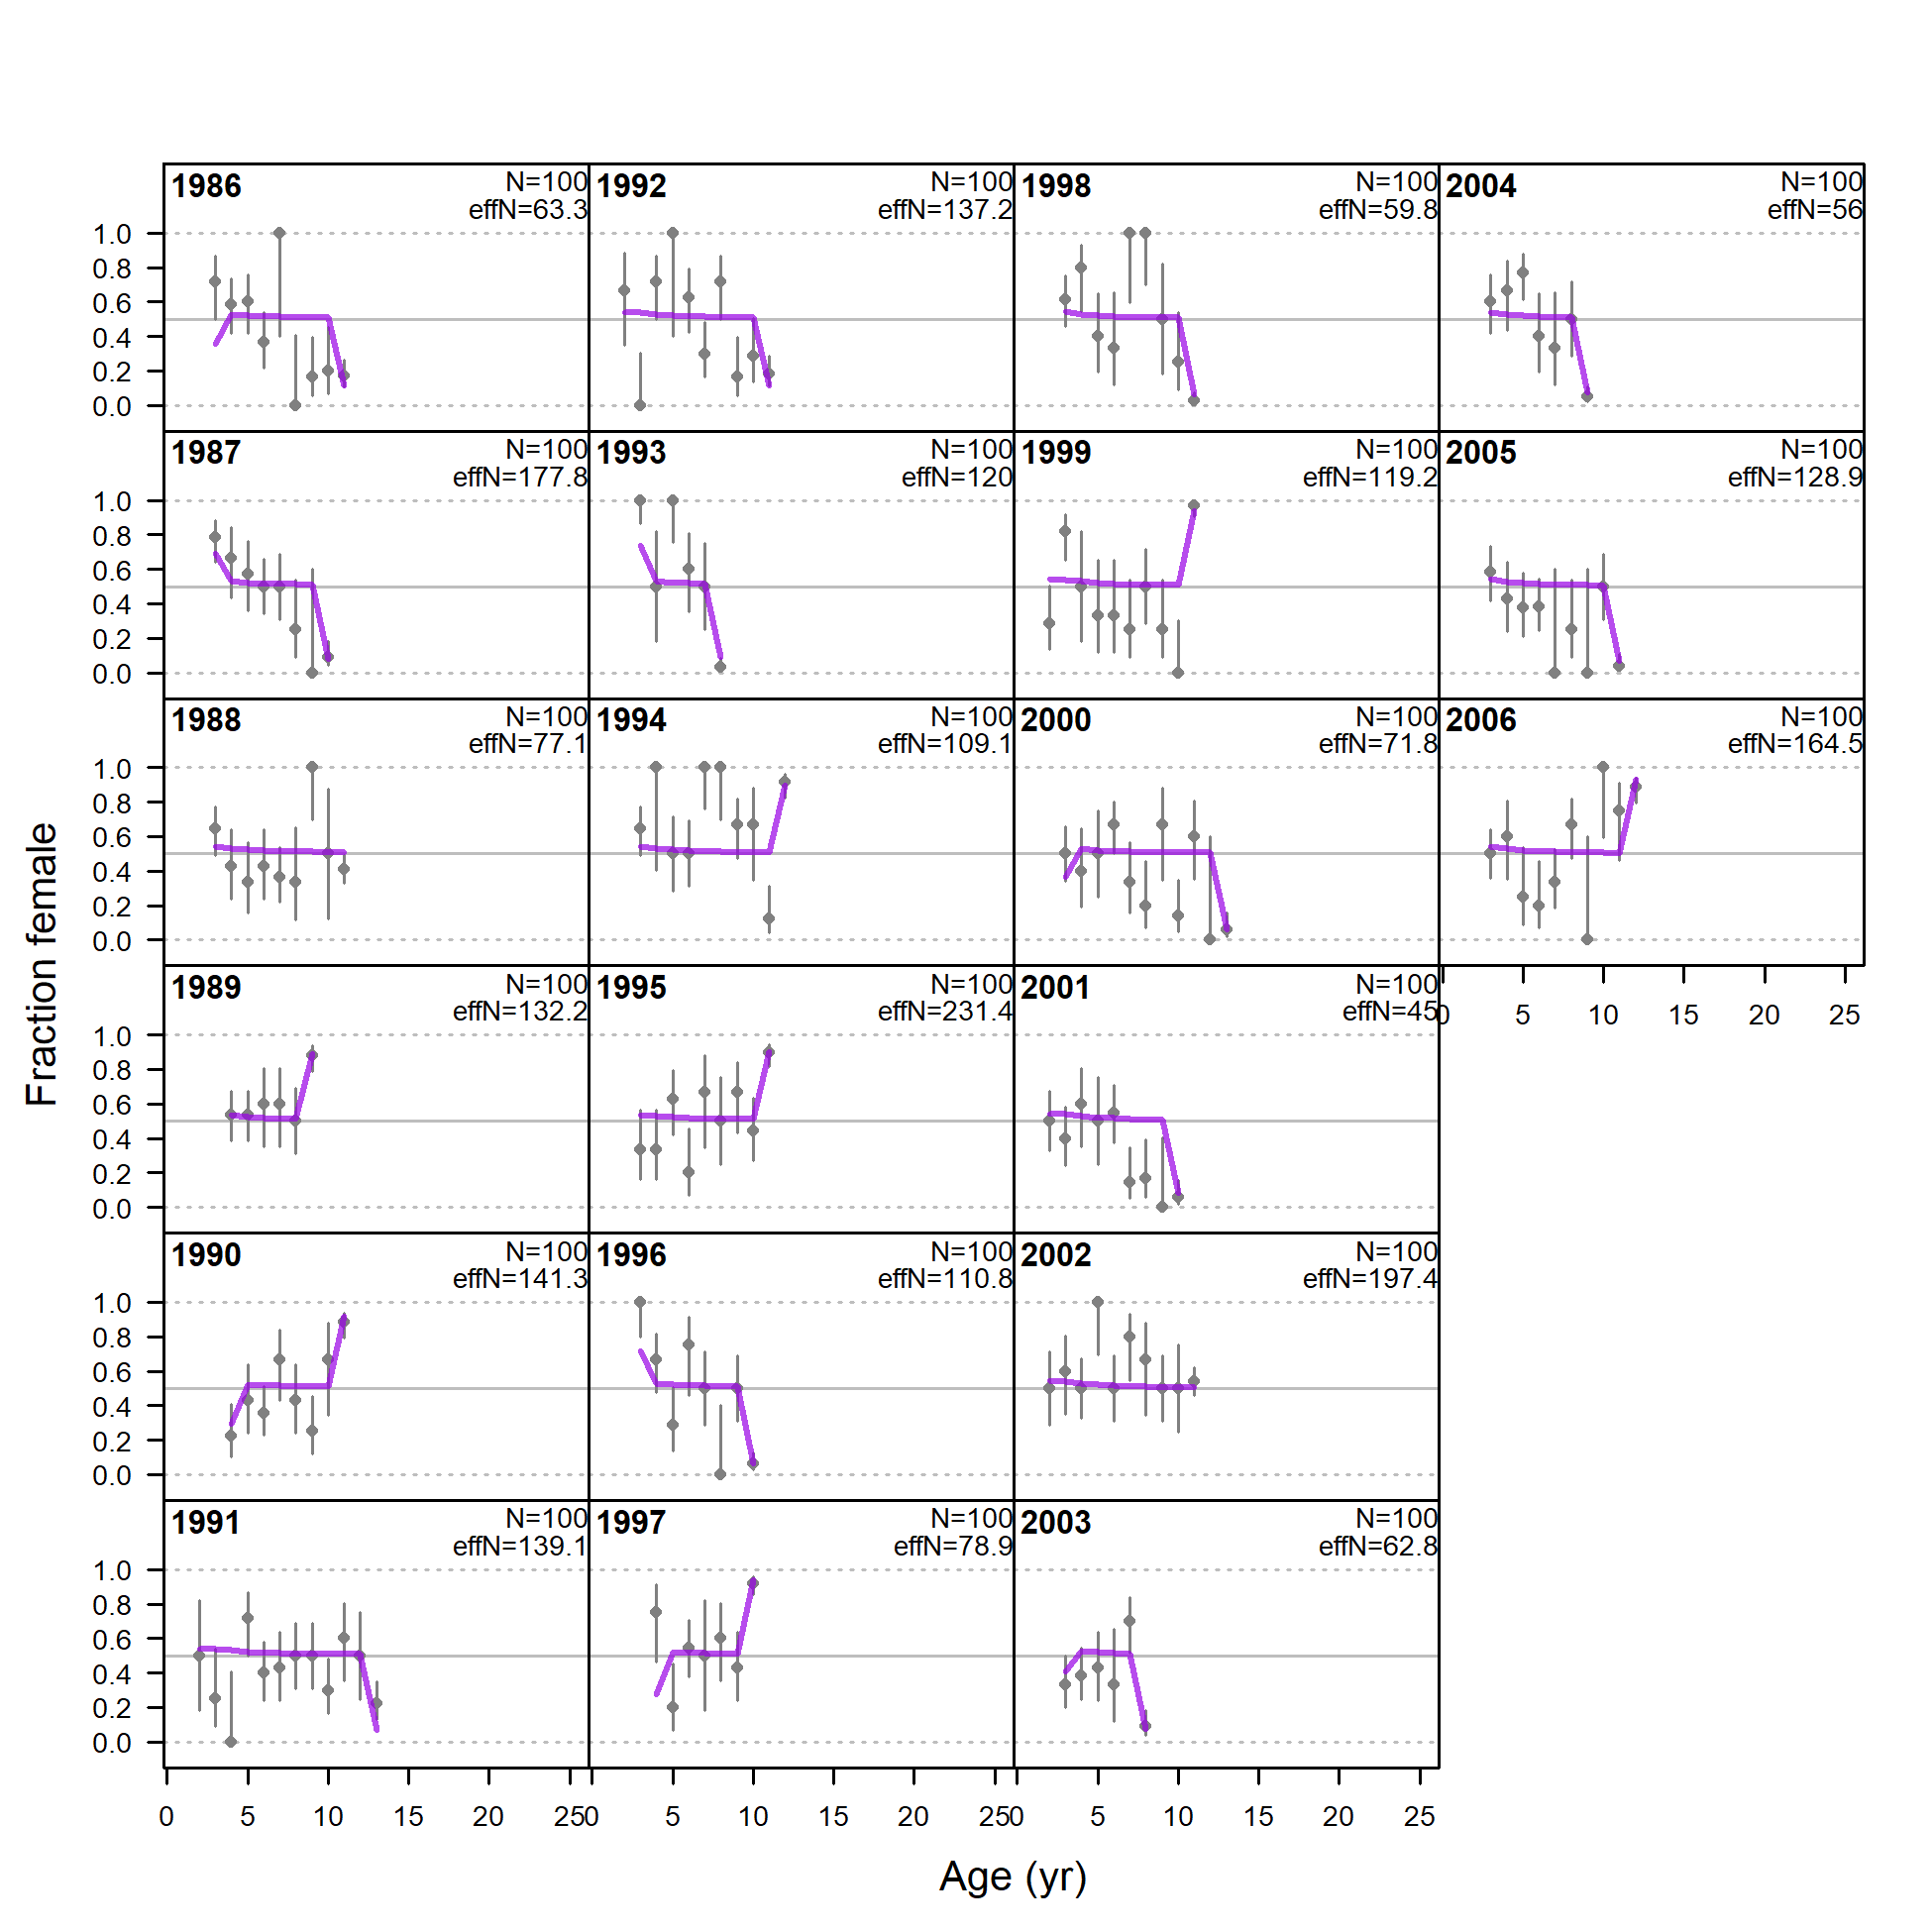 1986 N=100 1992 N=100 1998 N=100 2004 N=100
effN=63.3 effN=137.2 effN=59.8 effN=56
1.0
0.8
0.6
0.4
0.2
0.0
1987 N=100 1993 N=100 1999 N=100 2005 N=100
effN=177.8 effN=120 effN=119.2 effN=128.9
1.0
0.8
0.6
0.4
0.2
0.0
1988 N=100 1994 N=100 2000 N=100 2006 N=100
effN=77.1 effN=109.1 effN=71.8 effN=164.5
1.0
0.8
0.6
0.4
0.2
0.0
1989 N=100 1995 N=100 2001 N=100
effN=132.2 effN=231.4 effN=45
0 5 10 15 20 25
1.0
0.8
0.6
0.4
0.2
0.0
1990 N=100 1996 N=100 2002 N=100
effN=141.3 effN=110.8 effN=197.4
1.0
0.8
0.6
0.4
0.2
0.0
1991 N=100 1997 N=100 2003 N=100
effN=139.1 effN=78.9 effN=62.8
1.0
0.8
0.6
0.4
0.2
0.0
0 5 10 15 20 25 0 5 10 15 20 25 0 5 10 15 20 25
Age (yr)
Fraction female